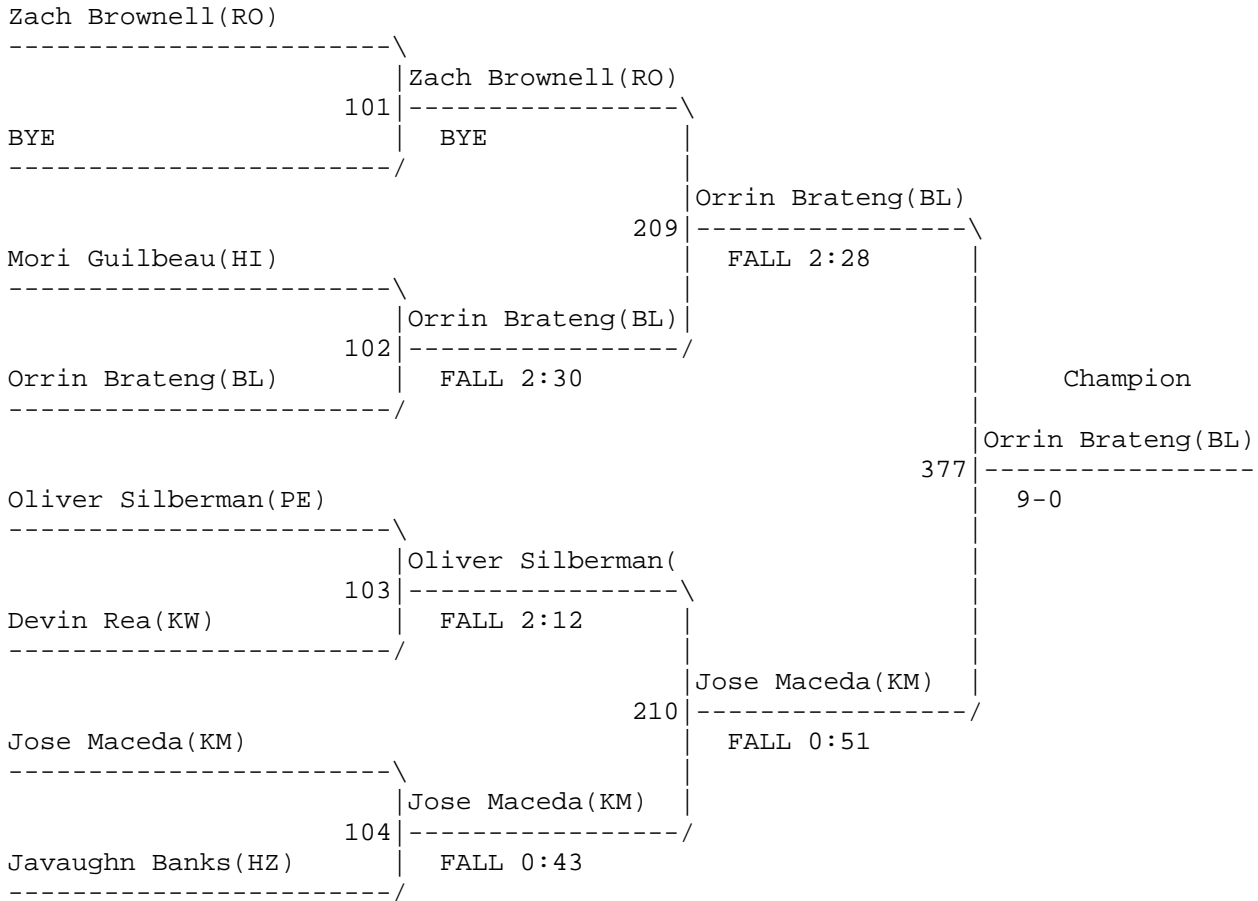 Zach Brownell(RO)
Zach Brownell(RO)
101
BYE BYE
Orrin Brateng(BL)
209
Mori Guilbeau(HI) FALL 2:28
Orrin Brateng(BL)
102
Orrin Brateng(BL) FALL 2:30 Champion
Orrin Brateng(BL)
377
Oliver Silberman(PE) 9-0
Oliver Silberman(
103
Devin Rea(KW) FALL 2:12
Jose Maceda(KM)
210
Jose Maceda(KM) FALL 0:51
Jose Maceda(KM)
104
Javaughn Banks(HZ) FALL 0:43